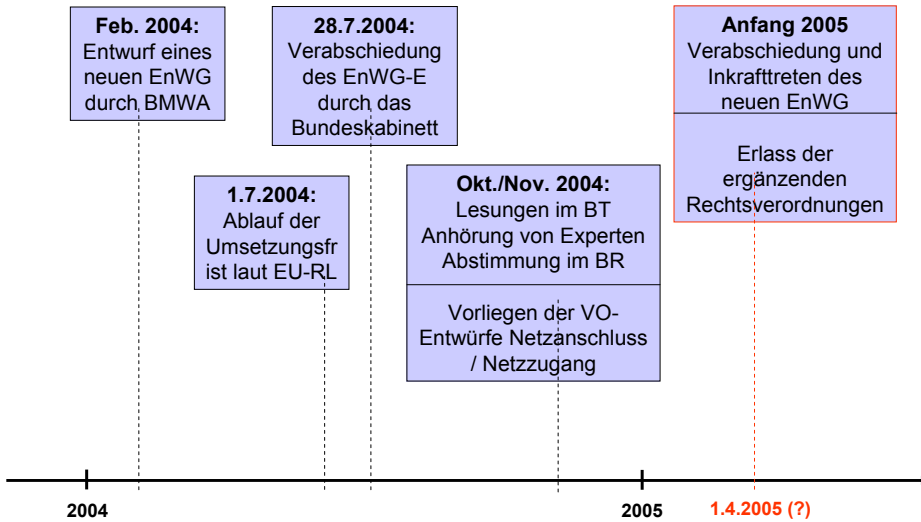 Feb. 2004:
Entwurf eines
neuen EnWG
durch BMWA
28.7.2004:
Verabschiedung
des EnWG-E
durch das
Bundeskabinett
Anfang 2005
Verabschiedung und
Inkrafttreten des
neuen EnWG
Erlass der
ergänzenden
Rechtsverordnungen
1.7.2004:
Ablauf der
Umsetzungsfr
ist laut EU-RL
Okt./Nov. 2004:
Lesungen im BT
Anhörung von Experten
Abstimmung im BR
Vorliegen der VO-
Entwürfe Netzanschluss
/ Netzzugang
2004
2005
1.4.2005 (?)